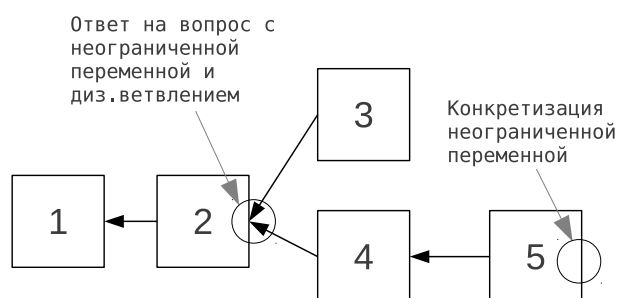 Ответ на вопрос с
неограниченной
переменной и
диз.ветвлением
Конкретизация
неограниченной
переменной
3
1
2
4
5